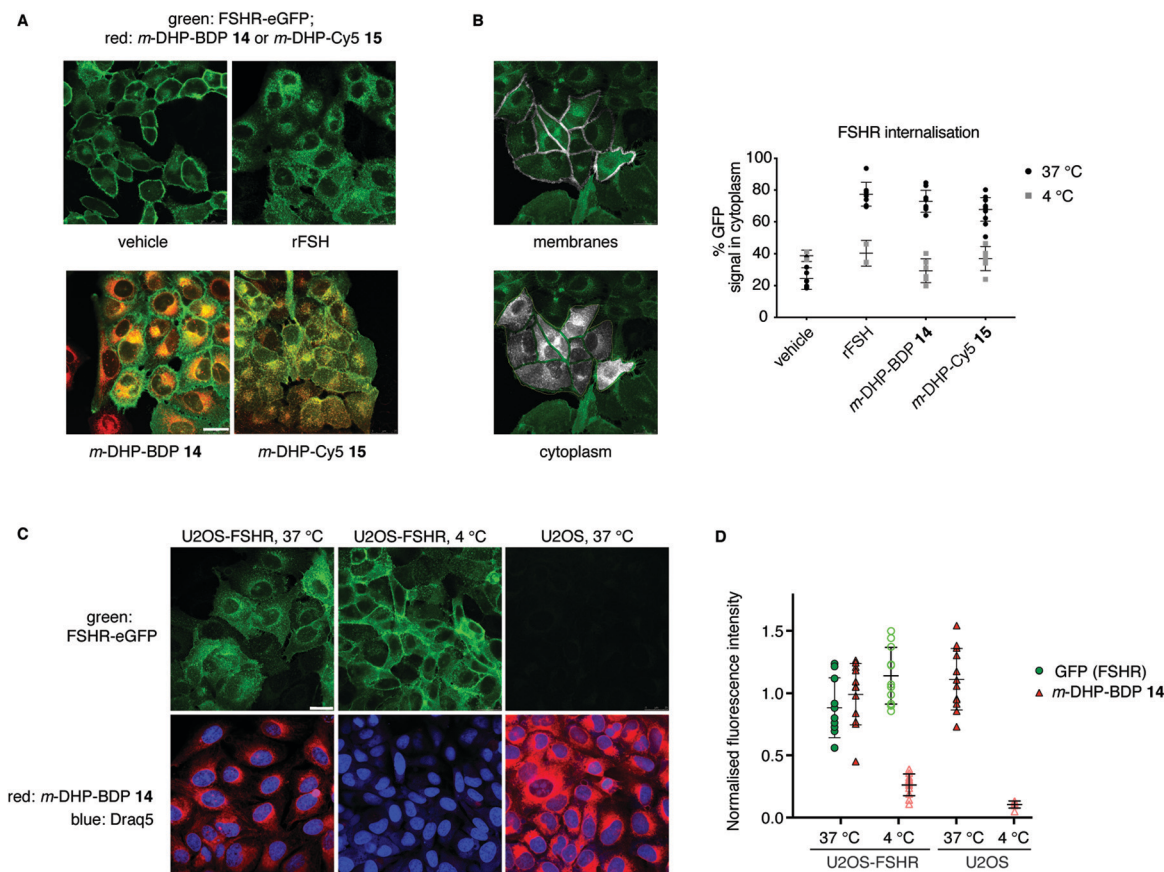 A
green: FSHR-eGFP;
red: m-DHP-BDP 14 or m-DHP-Cy5 15
vehicle
rFSH
m-DHP-BDP 14
m-DHP-Cy5 15
B
membranes
cytoplasm
FSHR internalisation
% GFP
signal in cytoplasm
100
80
60
40
20
0
vehicle
rFSH
m-DHP-BDP 14
m-DHP-Cy5 15
37 °C
4 °C
C
U2OS-FSHR, 37 °C
U2OS-FSHR, 4 °C
U2OS, 37 °C
green:
FSHR-eGFP
red: m-DHP-BDP 14
blue: Draq5
D
Normalised fluorescence intensity
1.5
1.0
0.5
0.0
37 °C
4 °C
37 °C
4 °C
U2OS-FSHR
U2OS
GFP (FSHR)
m-DHP-BDP 14